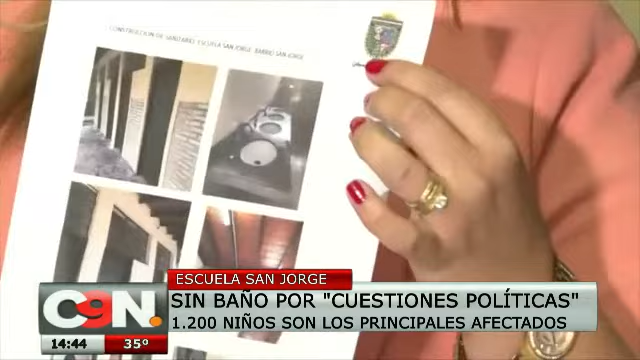 CONSTRUCCION DE SANITARIO, ESCUELA SAN JORGE, BARRIO SAN JORGE
ESCUELA SAN JORGE
SIN BAÑO POR "CUESTIONES POLÍTICAS"
1.200 NIÑOS SON LOS PRINCIPALES AFECTADOS
C9N.
14:44 35°